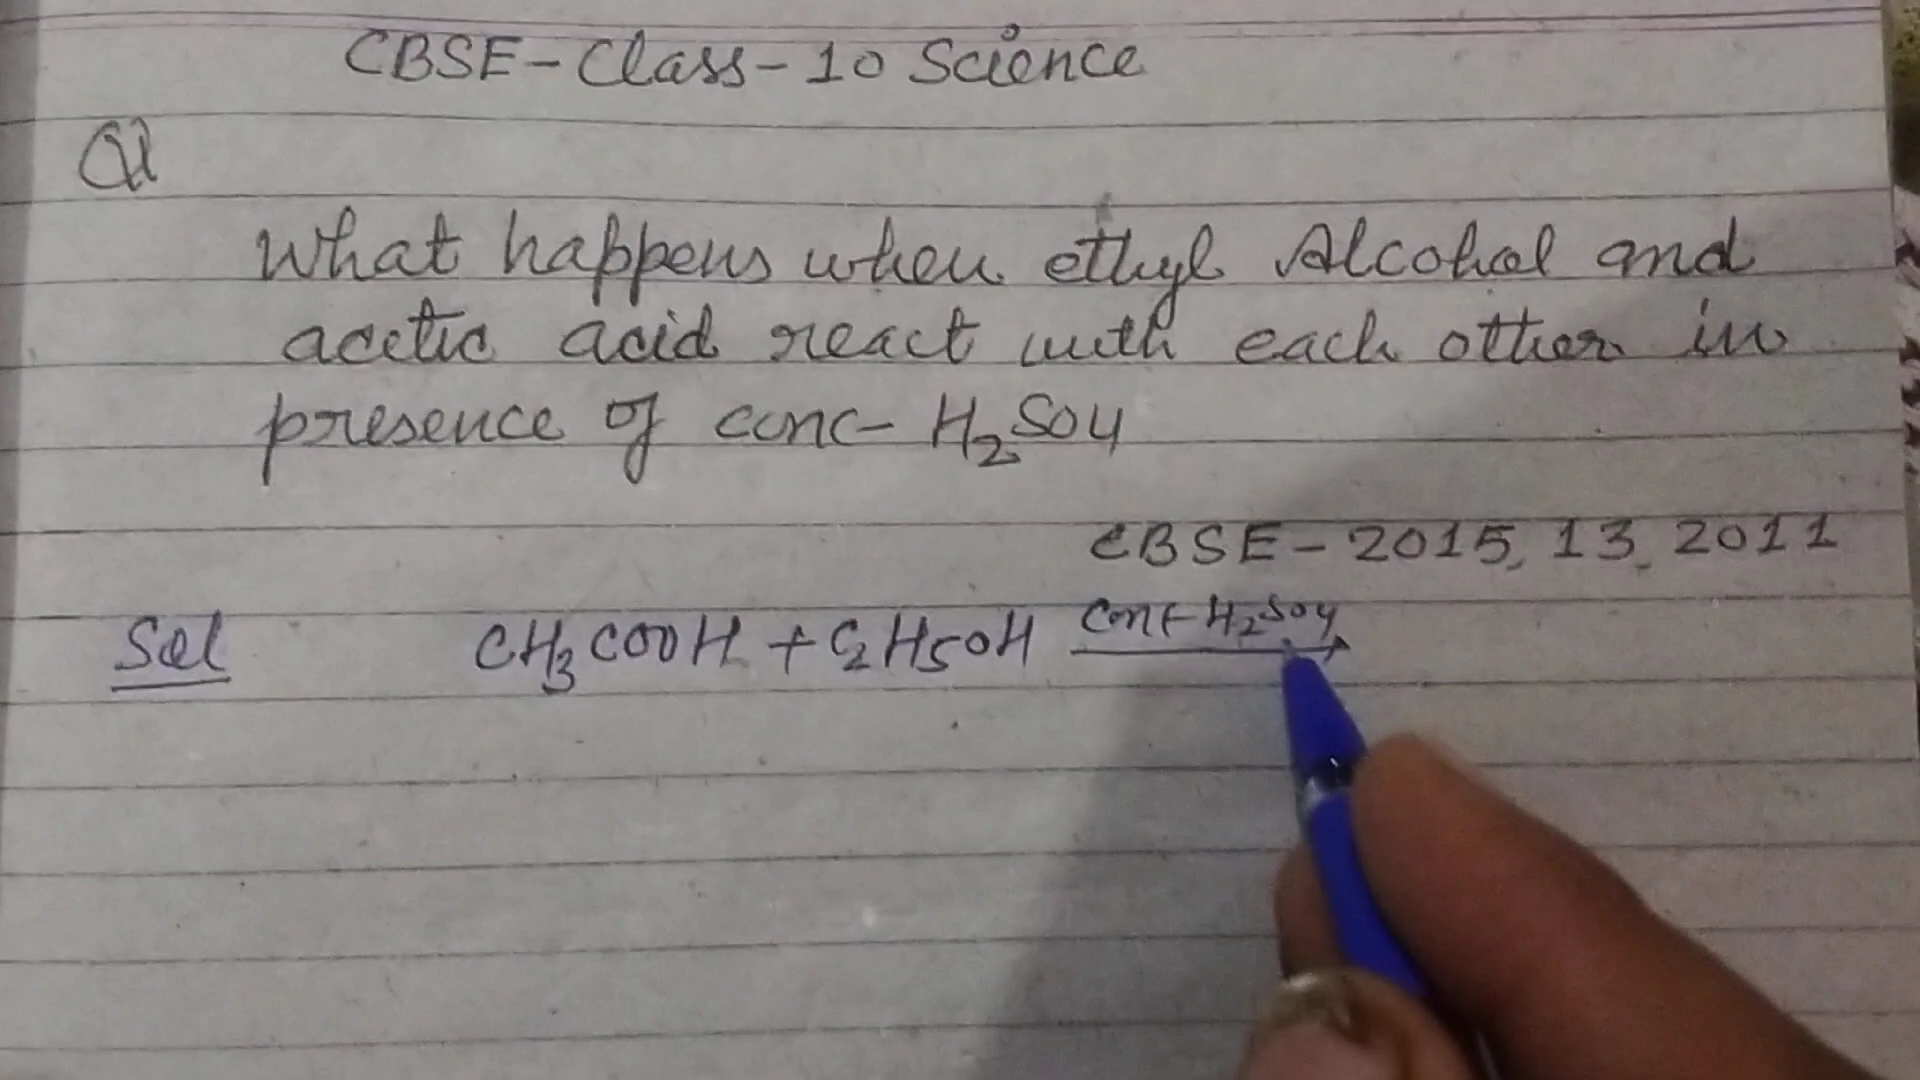 CBSE-Class-10 Science
Q1
What happens when ethyl Alcohol and
acetic acid react with each other in
presence of conc- H₂SO4
CBSE-2015, 13, 2011
Sol CH₃COOH + C₂H5OH conc H₂SO4 →